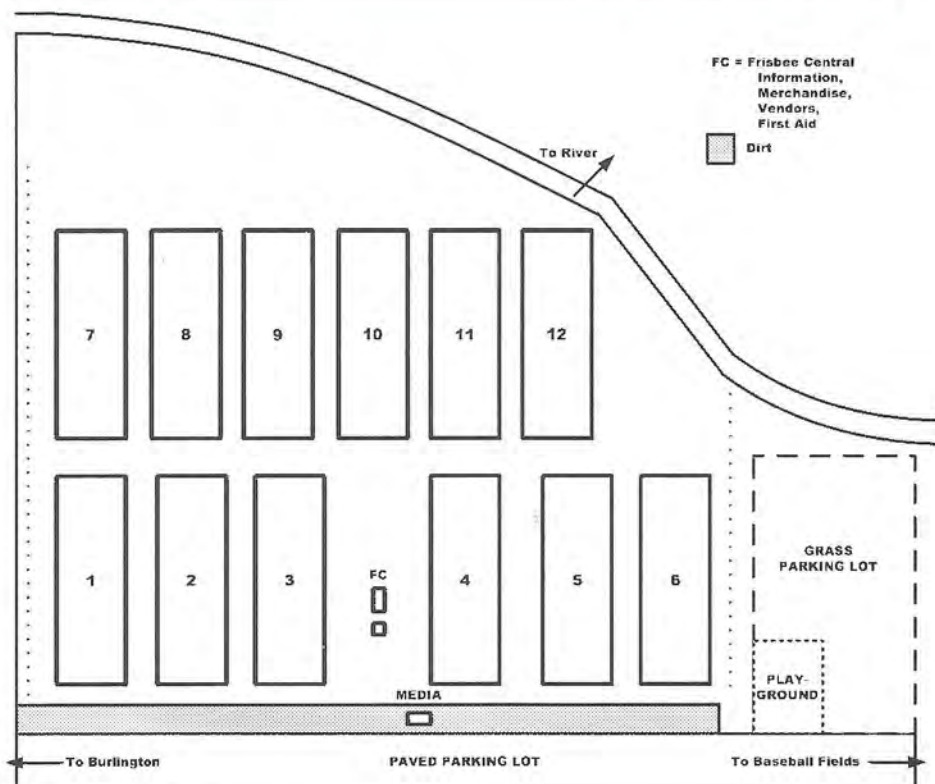 FC = Frisbee Central
Information,
Merchandise,
Vendors,
First Aid
Dirt
To River
7
8
9
10
11
12
1
2
3
FC
4
5
6
GRASS
PARKING LOT
PLAY-
GROUND
MEDIA
To Burlington
PAVED PARKING LOT
To Baseball Fields